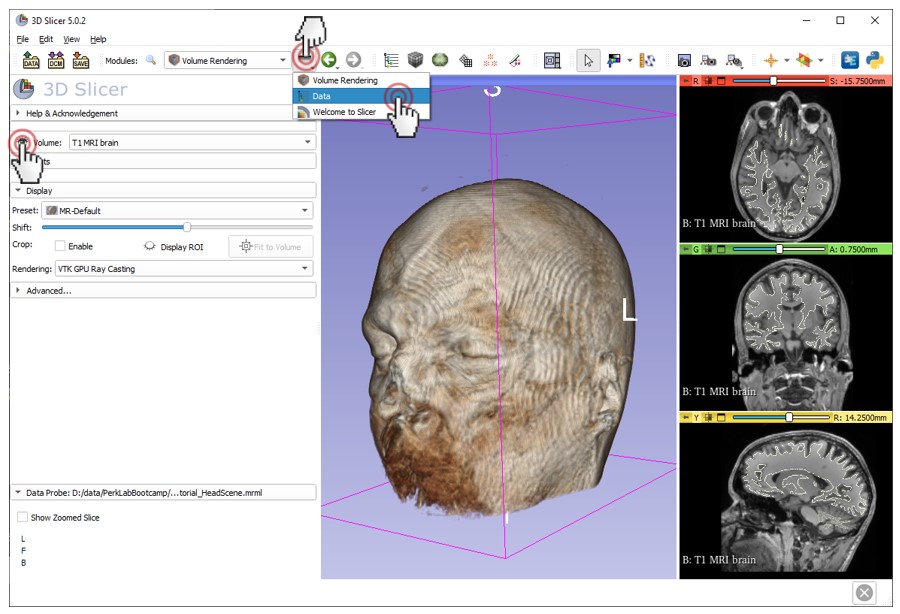 3D Slicer 5.0.2
File Edit View Help
DATA DCM SAVE Modules: Volume Rendering
Volume Rendering
Data
Welcome to Slicer
3D Slicer
Help & Acknowledgement
Volume: T1 MRI brain
Display
Preset: MR-Default
Shift:
Crop: Enable Display ROI Fit to Volume
Rendering: VTK GPU Ray Casting
Advanced...
Data Probe: D:/data/PerkLabBootcamp/...torial_HeadScene.mrml
Show Zoomed Slice
L
F
B
S
L
I
R S: -15.7500mm
B: T1 MRI brain
G A: 0.7500mm
B: T1 MRI brain
Y R: 14.2500mm
B: T1 MRI brain